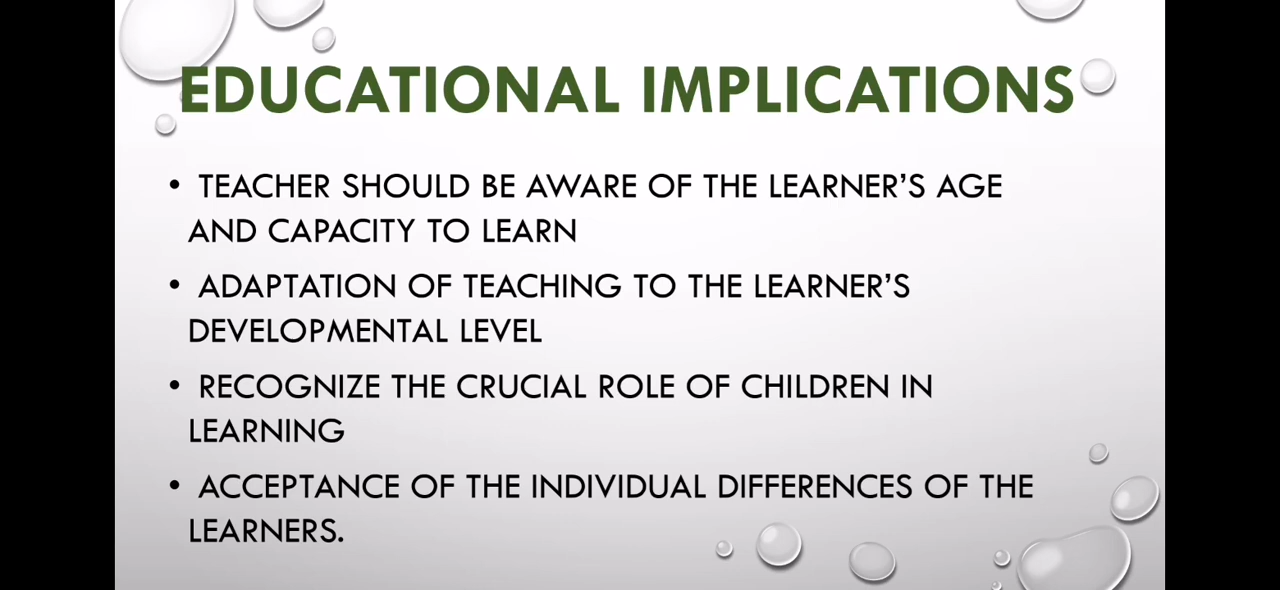 EDUCATIONAL IMPLICATIONS
• TEACHER SHOULD BE AWARE OF THE LEARNER’S AGE
AND CAPACITY TO LEARN
• ADAPTATION OF TEACHING TO THE LEARNER’S
DEVELOPMENTAL LEVEL
• RECOGNIZE THE CRUCIAL ROLE OF CHILDREN IN
LEARNING
• ACCEPTANCE OF THE INDIVIDUAL DIFFERENCES OF THE
LEARNERS.